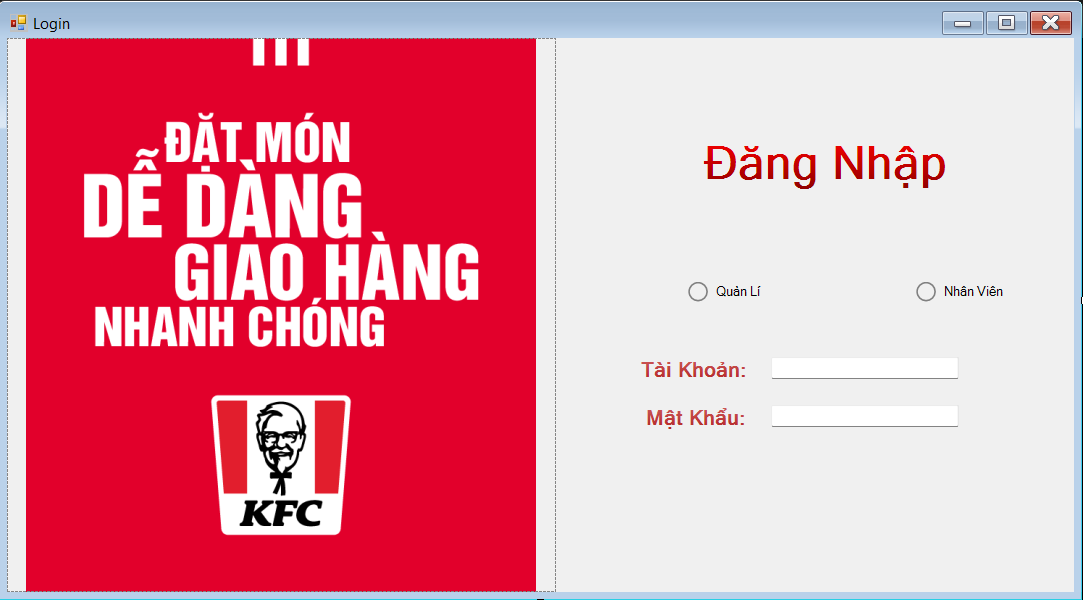 Login
ĐẶT MÓN
DỄ DÀNG
GIAO HÀNG
NHANH CHÓNG
KFC
Đăng Nhập
Quản Lí
Nhân Viên
Tài Khoản:
Mật Khẩu: